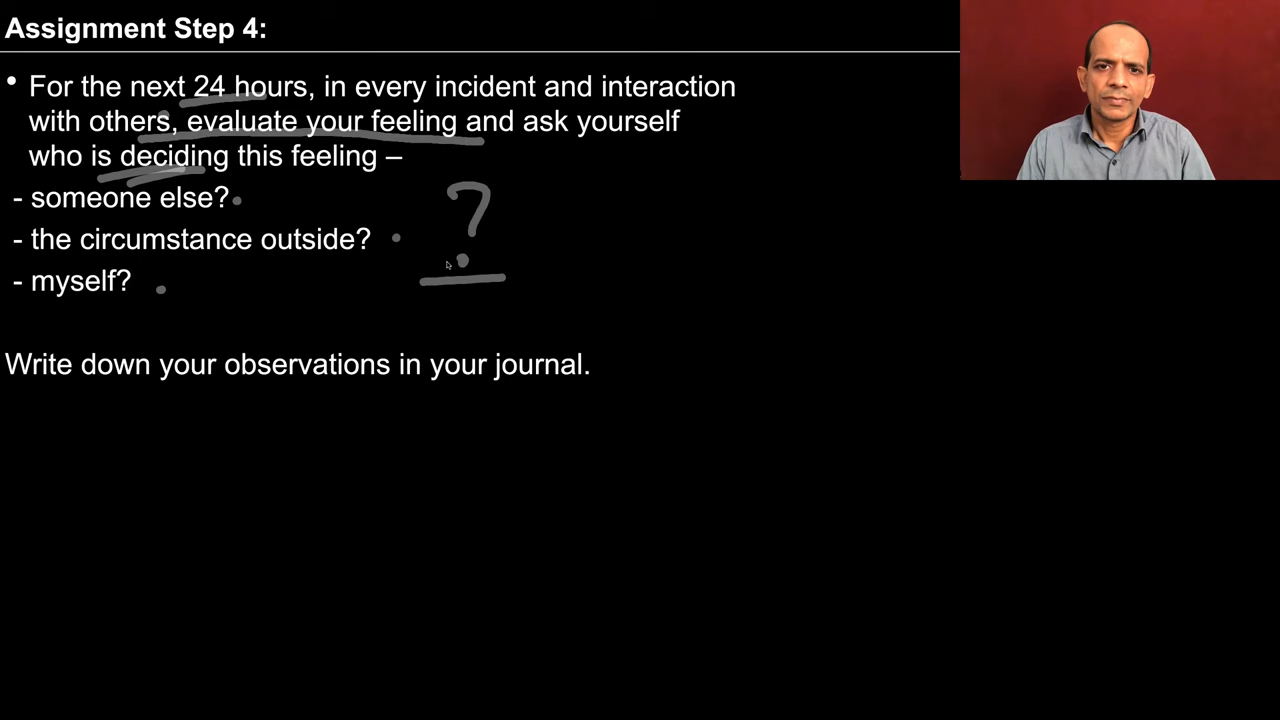 Assignment Step 4:
• For the next 24 hours, in every incident and interaction
with others, evaluate your feeling and ask yourself
who is deciding this feeling –
- someone else?
- the circumstance outside?
?
- myself?
Write down your observations in your journal.